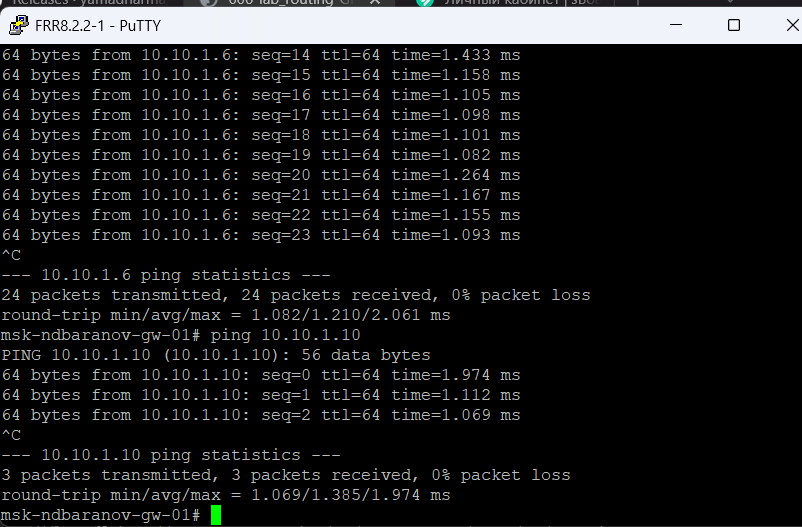 FRR8.2.2-1 - PuTTY
64 bytes from 10.10.1.6: seq=14 ttl=64 time=1.433 ms
64 bytes from 10.10.1.6: seq=15 ttl=64 time=1.158 ms
64 bytes from 10.10.1.6: seq=16 ttl=64 time=1.105 ms
64 bytes from 10.10.1.6: seq=17 ttl=64 time=1.098 ms
64 bytes from 10.10.1.6: seq=18 ttl=64 time=1.101 ms
64 bytes from 10.10.1.6: seq=19 ttl=64 time=1.082 ms
64 bytes from 10.10.1.6: seq=20 ttl=64 time=1.264 ms
64 bytes from 10.10.1.6: seq=21 ttl=64 time=1.167 ms
64 bytes from 10.10.1.6: seq=22 ttl=64 time=1.155 ms
64 bytes from 10.10.1.6: seq=23 ttl=64 time=1.093 ms
^C
--- 10.10.1.6 ping statistics ---
24 packets transmitted, 24 packets received, 0% packet loss
round-trip min/avg/max = 1.082/1.210/2.061 ms
msk-ndbaranov-gw-01# ping 10.10.1.10
PING 10.10.1.10 (10.10.1.10): 56 data bytes
64 bytes from 10.10.1.10: seq=0 ttl=64 time=1.974 ms
64 bytes from 10.10.1.10: seq=1 ttl=64 time=1.112 ms
64 bytes from 10.10.1.10: seq=2 ttl=64 time=1.069 ms
^C
--- 10.10.1.10 ping statistics ---
3 packets transmitted, 3 packets received, 0% packet loss
round-trip min/avg/max = 1.069/1.385/1.974 ms
msk-ndbaranov-gw-01#